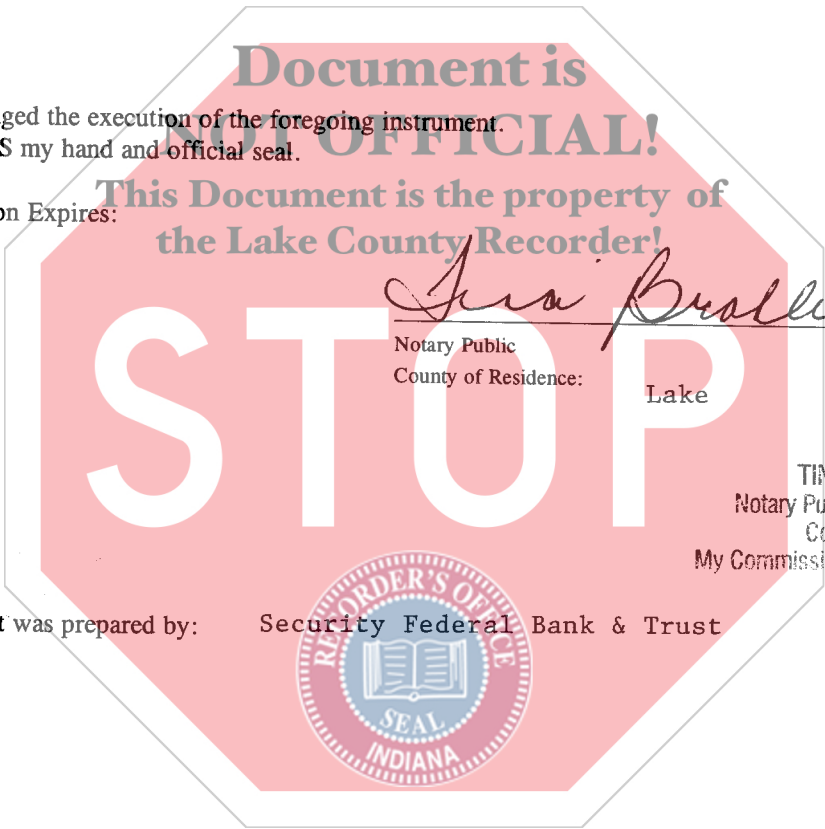 Document is
ged the execution of the foregoing instrument.
NOT OFFICIAL!
S my hand and official seal.
This Document is the property of
on Expires:
the Lake County Recorder!
Notary Public
County of Residence:
Lake
STOP
TIN
Notary Pu
Co
My Commissi
t was prepared by: Security Federal Bank & Trust
RECORDER'S OFFICE
SEAL
INDIANA